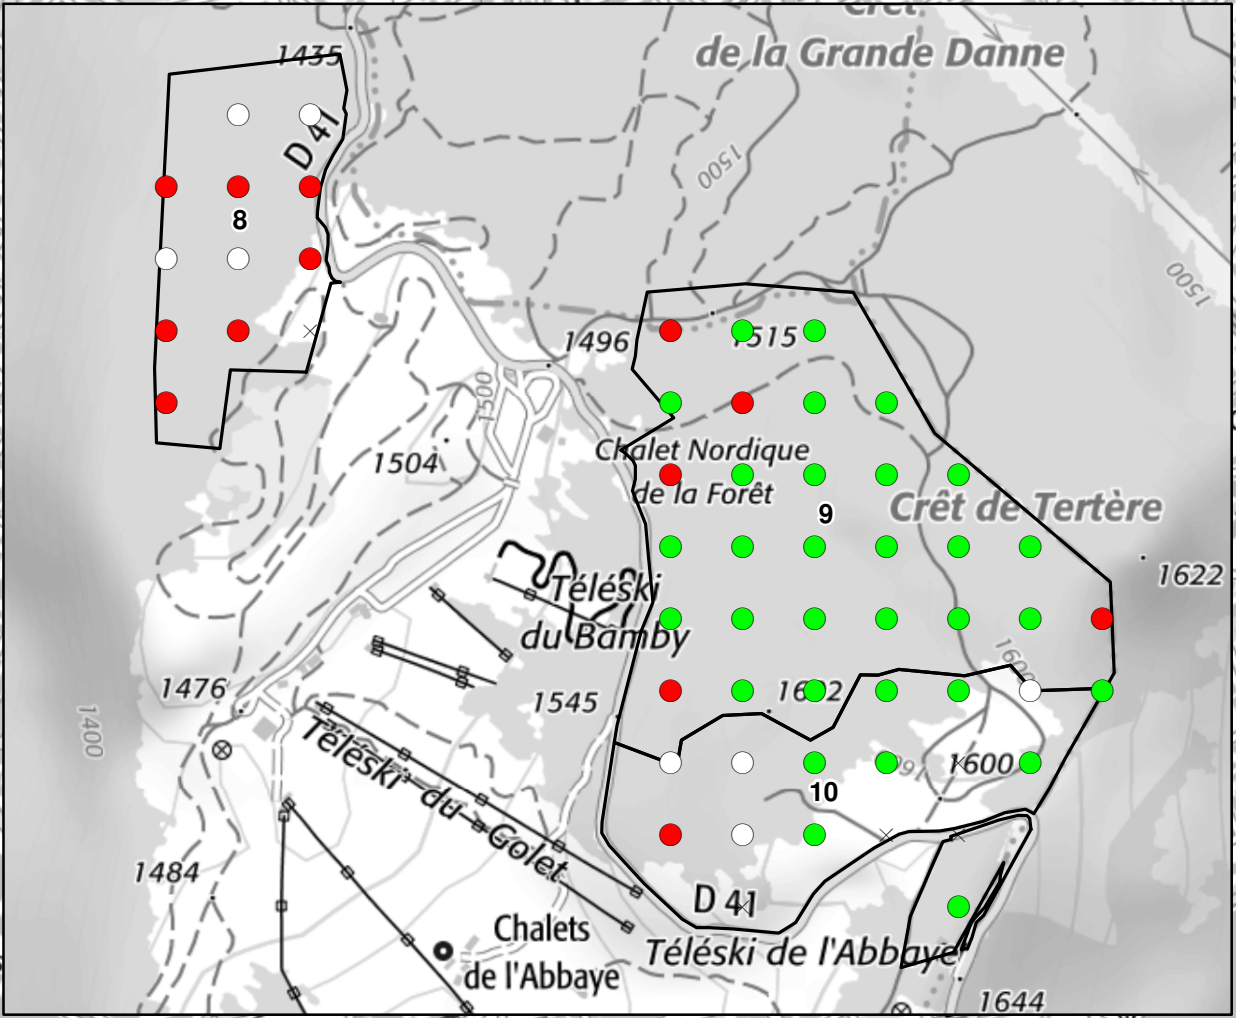 Crêt
de la Grande Danne
1435
D 41
1500
1500
8
1496
1515
1500
Chalet Nordique
de la Forêt
1504
9
Crêt de Tertère
1622
Téléski
du Bamby
1600
1476
1545
1400
Téléski du Golet
1600
10
1484
D 41
Chalets
de l'Abbaye
Téléski de l'Abbaye
1644